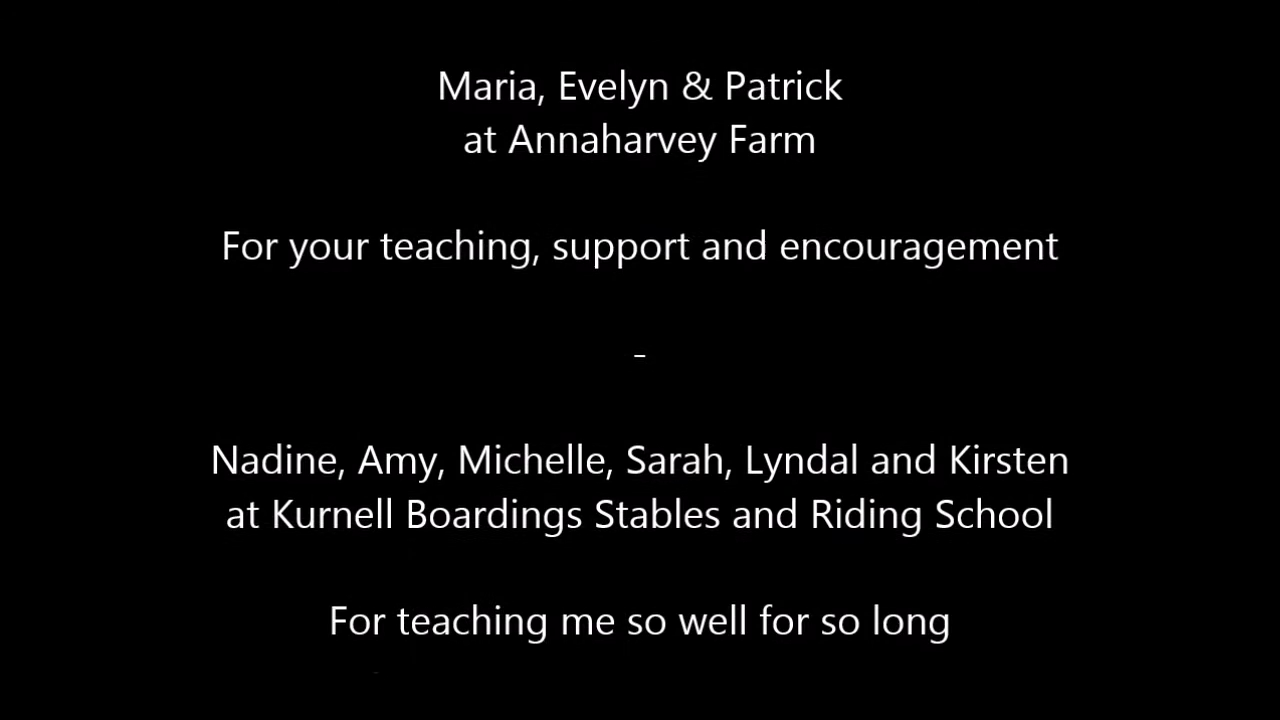 Maria, Evelyn & Patrick
at Annaharvey Farm
For your teaching, support and encouragement
-
Nadine, Amy, Michelle, Sarah, Lyndal and Kirsten
at Kurnell Boardings Stables and Riding School
For teaching me so well for so long